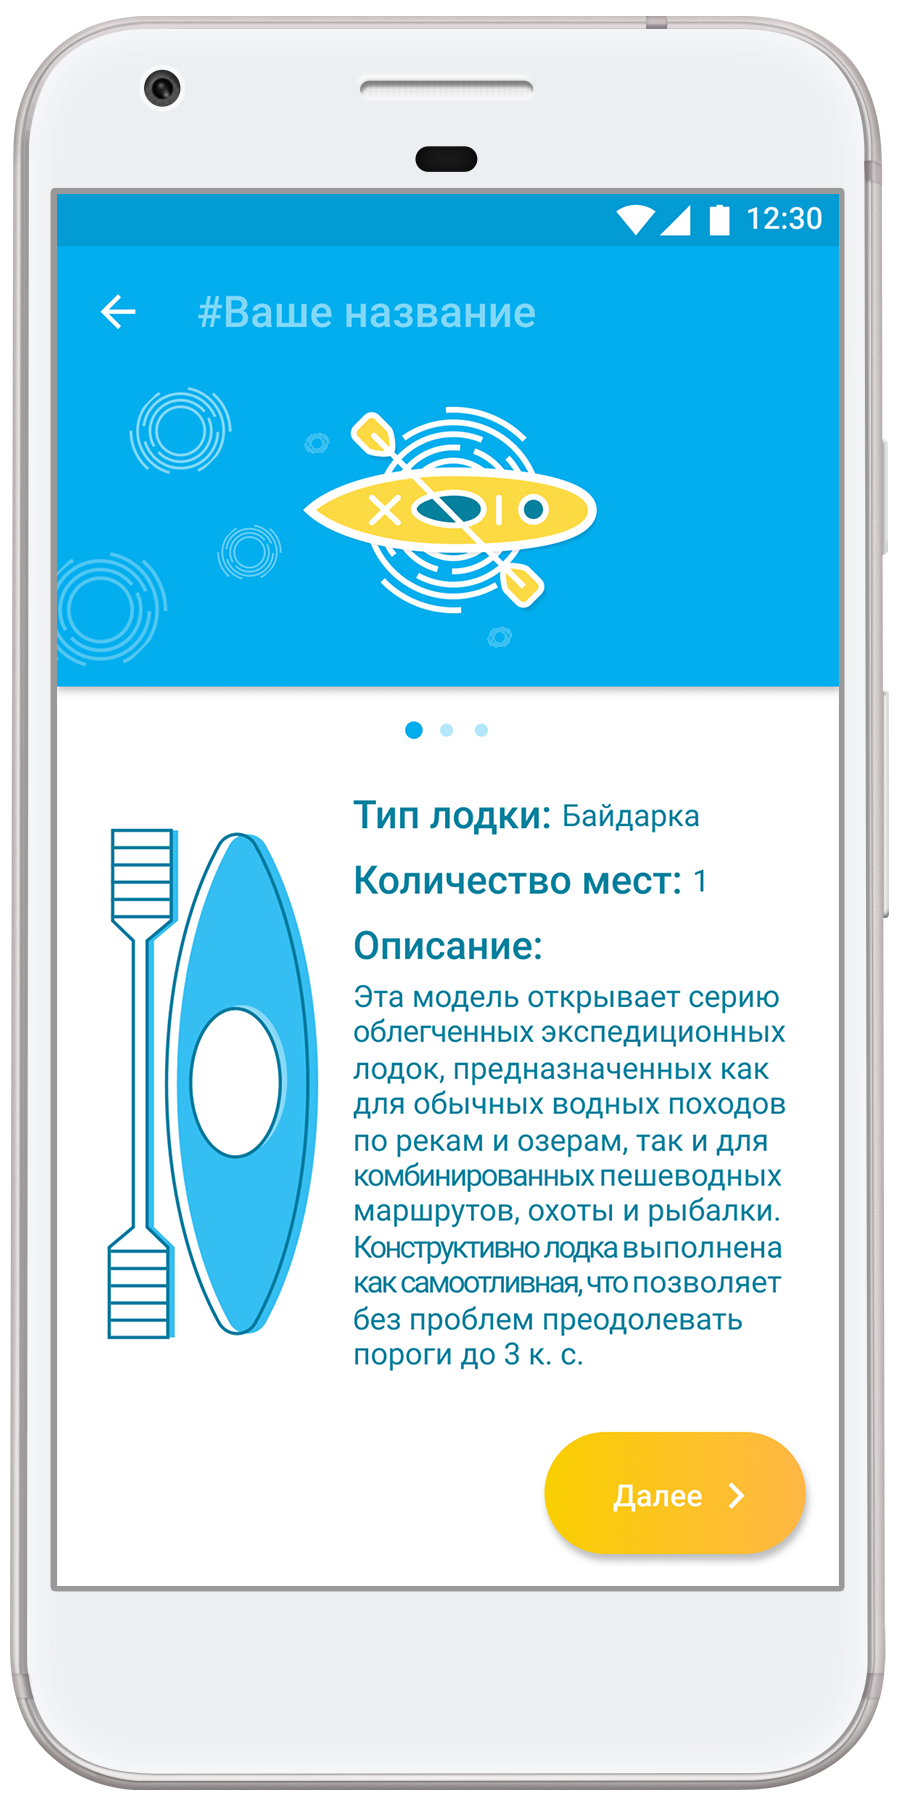 12:30
#Ваше название
Тип лодки: Байдарка
Количество мест: 1
Описание:
Эта модель открывает серию
облегченных экспедиционных
лодок, предназначенных как
для обычных водных походов
по рекам и озерам, так и для
комбинированных пешеводных
маршрутов, охоты и рыбалки.
Конструктивно лодка выполнена
как самоотливная, что позволяет
без проблем преодолевать
пороги до 3 к. с.
Далее